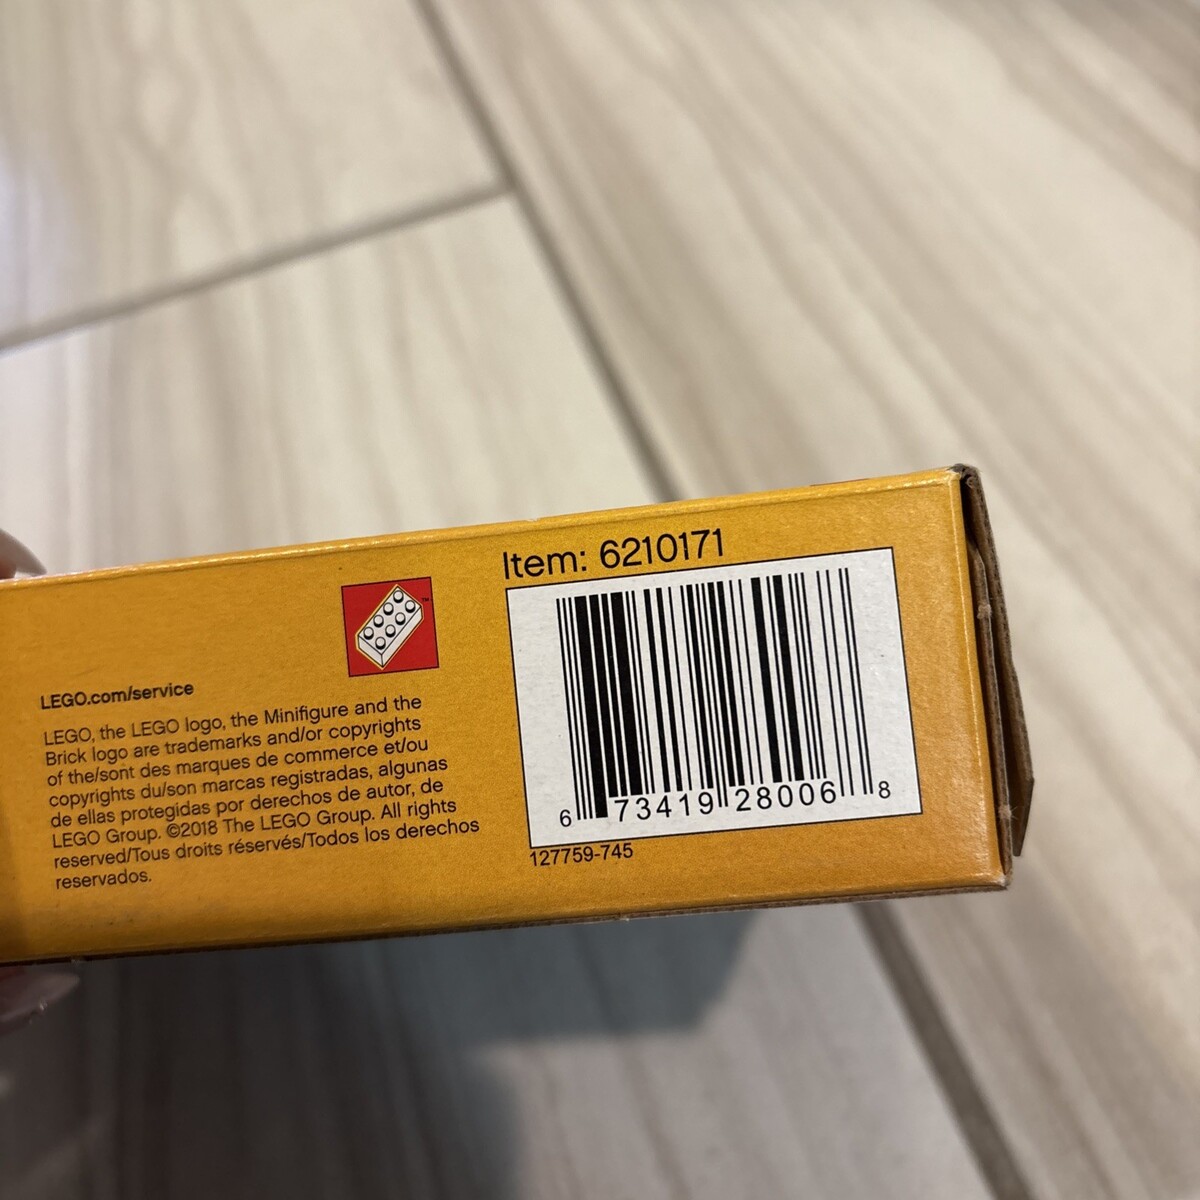 Item: 6210171
™
LEGO.com/service
LEGO, the LEGO logo, the Minifigure and the
Brick logo are trademarks and/or copyrights
of the/sont des marques de commerce et/ou
copyrights du/son marcas registradas, algunas
de ellas protegidas por derechos de autor, de
LEGO Group. ©2018 The LEGO Group. All rights
reserved/Tous droits réservés/Todos los derechos
reservados.
6 73419 28006 8
127759-745